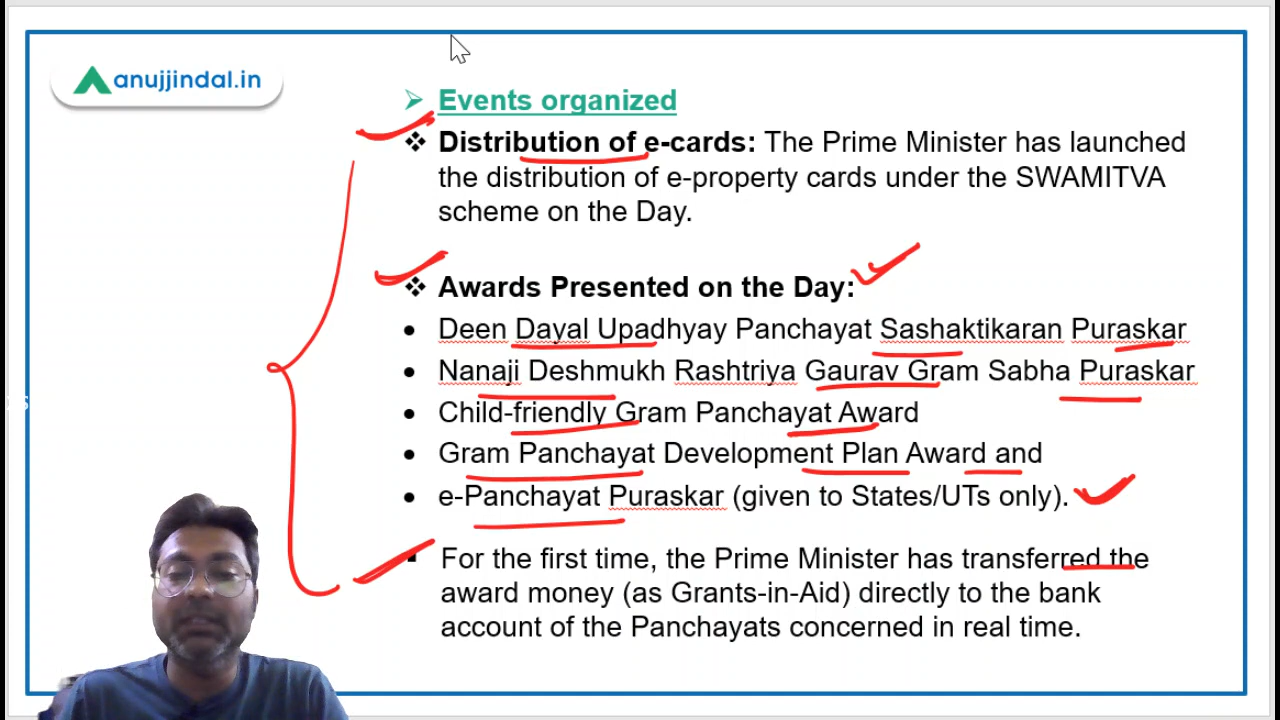 anujjindal.in
Events organized
Distribution of e-cards: The Prime Minister has launched
the distribution of e-property cards under the SWAMITVA
scheme on the Day.
Awards Presented on the Day:
Deen Dayal Upadhyay Panchayat Sashaktikaran Puraskar
Nanaji Deshmukh Rashtriya Gaurav Gram Sabha Puraskar
Child-friendly Gram Panchayat Award
Gram Panchayat Development Plan Award and
e-Panchayat Puraskar (given to States/UTs only).
For the first time, the Prime Minister has transferred the
award money (as Grants-in-Aid) directly to the bank
account of the Panchayats concerned in real time.